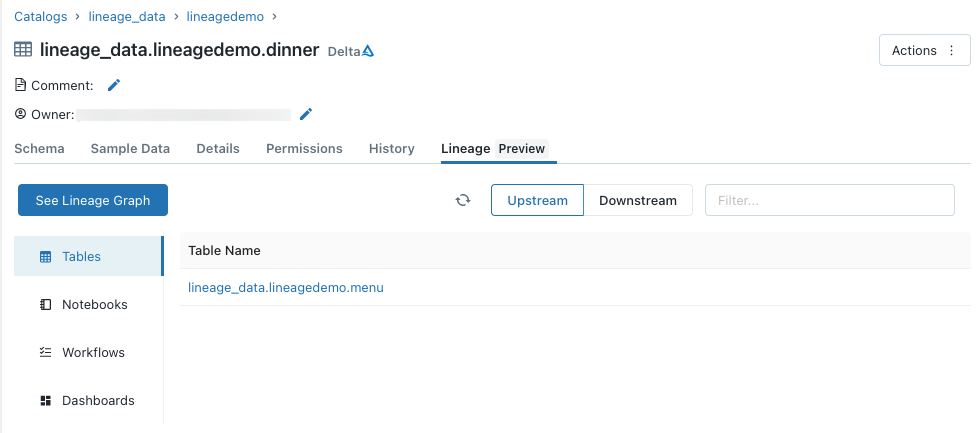 Catalogs > lineage_data > lineagedemo >
lineage_data.lineagedemo.dinner Delta
Actions
Comment:
Owner:
Schema Sample Data Details Permissions History Lineage Preview
See Lineage Graph Upstream Downstream Filter...
Tables
Notebooks
Workflows
Dashboards
Table Name
lineage_data.lineagedemo.menu